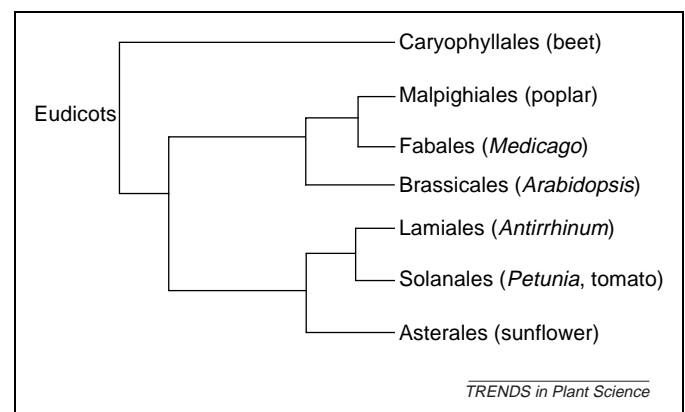 Caryophyllales (beet)
Malpighiales (poplar)
Eudicots
Fabales (Medicago)
Brassicales (Arabidopsis)
Lamiales (Antirrhinum)
Solanales (Petunia, tomato)
Asterales (sunflower)
TRENDS in Plant Science